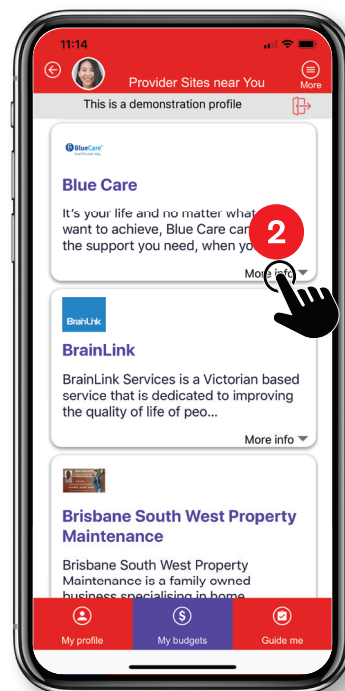 11:14
Provider Sites near You
More
This is a demonstration profile
BlueCare
Blue Care
It's your life and no matter what
want to achieve, Blue Care can
the support you need, when yo
2
More info
BrainLink
BrainLink
BrainLink Services is a Victorian based
service that is dedicated to improving
the quality of life of peo...
More info
Brisbane South West Property
Maintenance
Brisbane South West Property
Maintenance is a family owned
business specialising in home
My profile
$
My budgets
Guide me